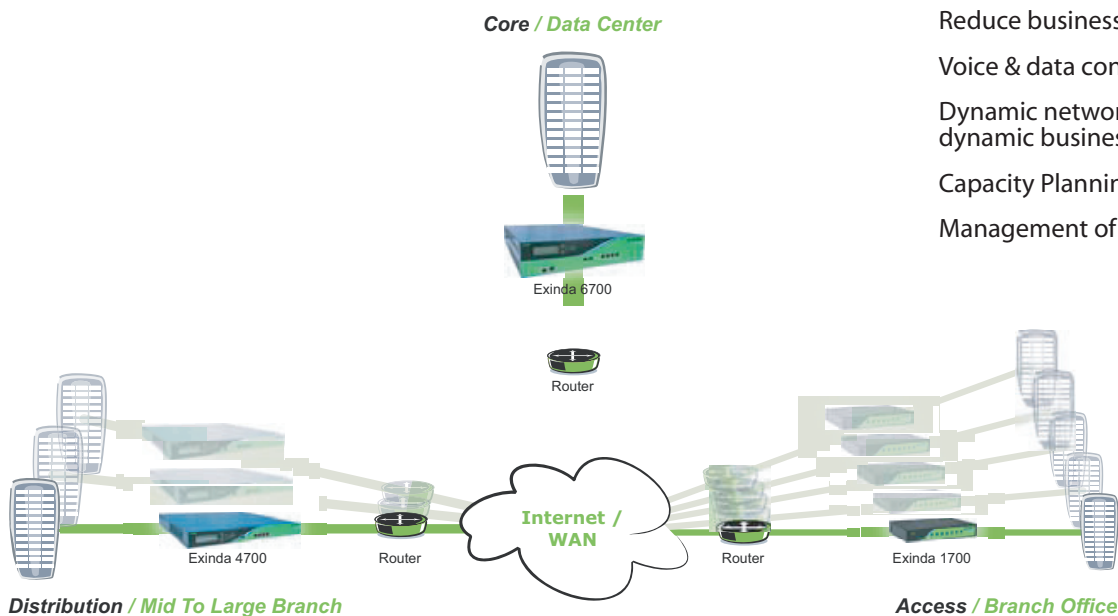 Core / Data Center
Reduce business
Voice & data con
Dynamic networ
dynamic busines
Capacity Plannin
Management of
Exinda 6700
Router
Internet /
WAN
Exinda 4700
Router
Router
Exinda 1700
Distribution / Mid To Large Branch
Access / Branch Office